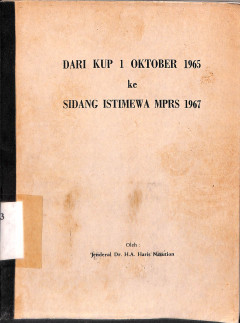 DARI KUP 1 OKTOBER 1965
ke
SIDANG ISTIMEWA MPRS 1967
3
Oleh :
Jenderal Dr. H.A. Haris Nasution